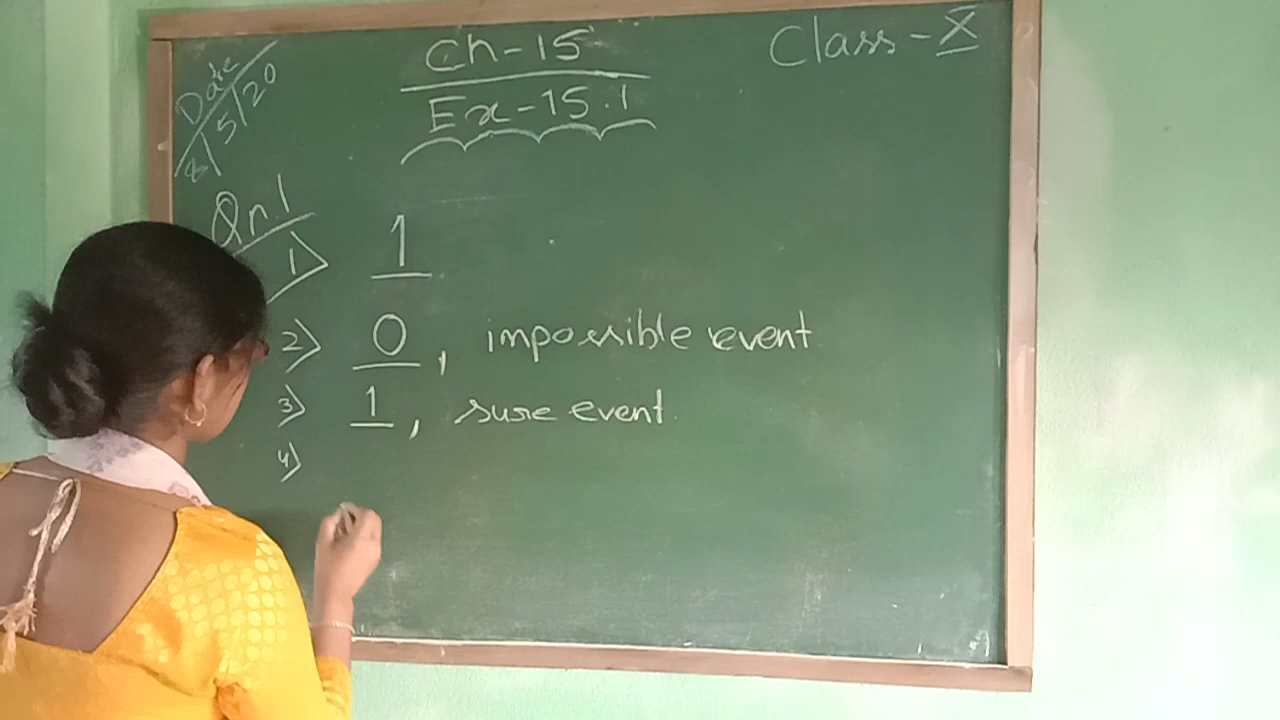 Date
8/5/20
Ch-15
Ex-15.1
Class-X
Qn.1
1> 1
2> 0, impossible event
3> 1, sure event.
4>